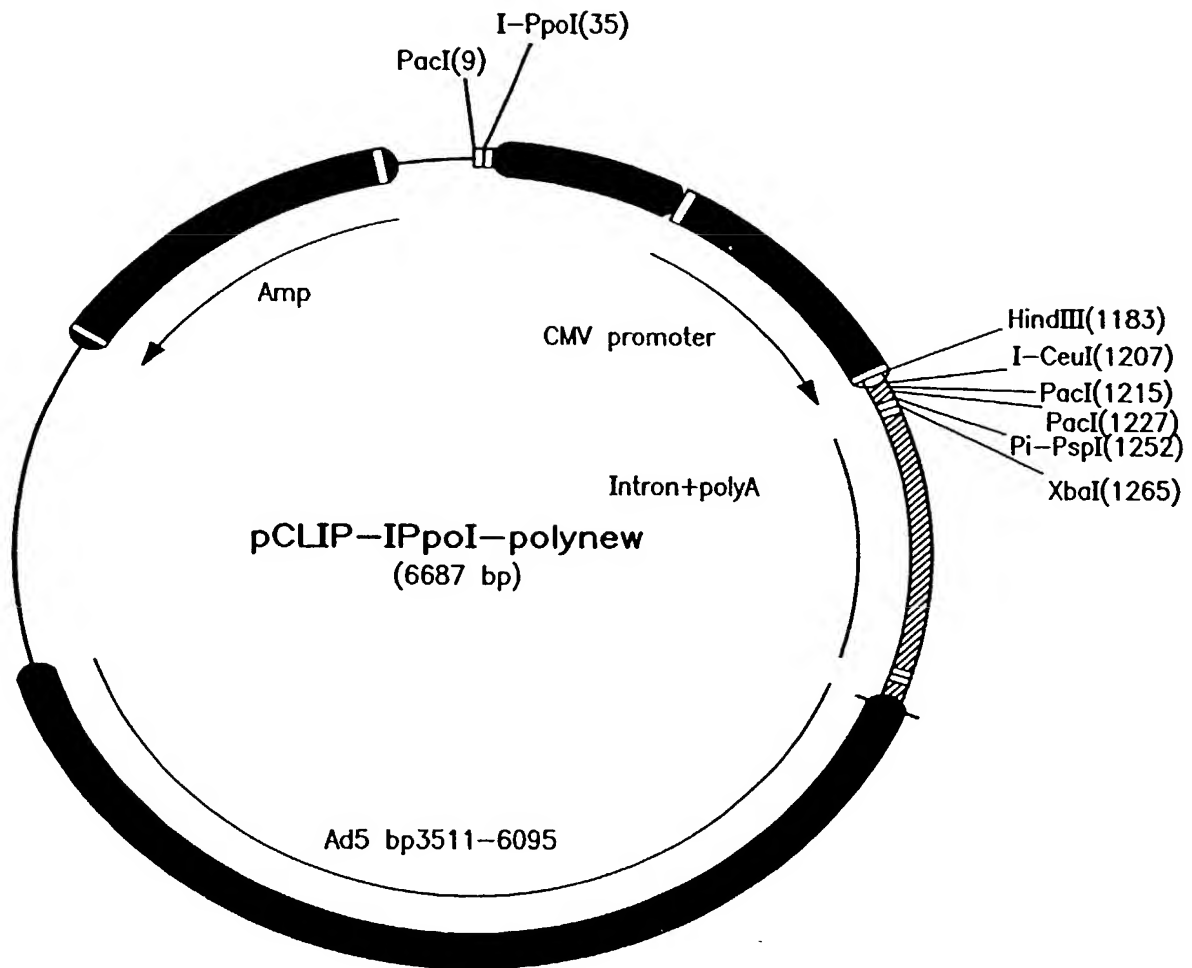 I-PpoI(35)
PacI(9)
Amp
CMV promoter
HindIII(1183)
I-CeuI(1207)
PacI(1215)
PacI(1227)
Pi-PspI(1252)
XbaI(1265)
Intron+polyA
pCLIP-IPpoI-polynew
(6687 bp)
Ad5 bp3511-6095